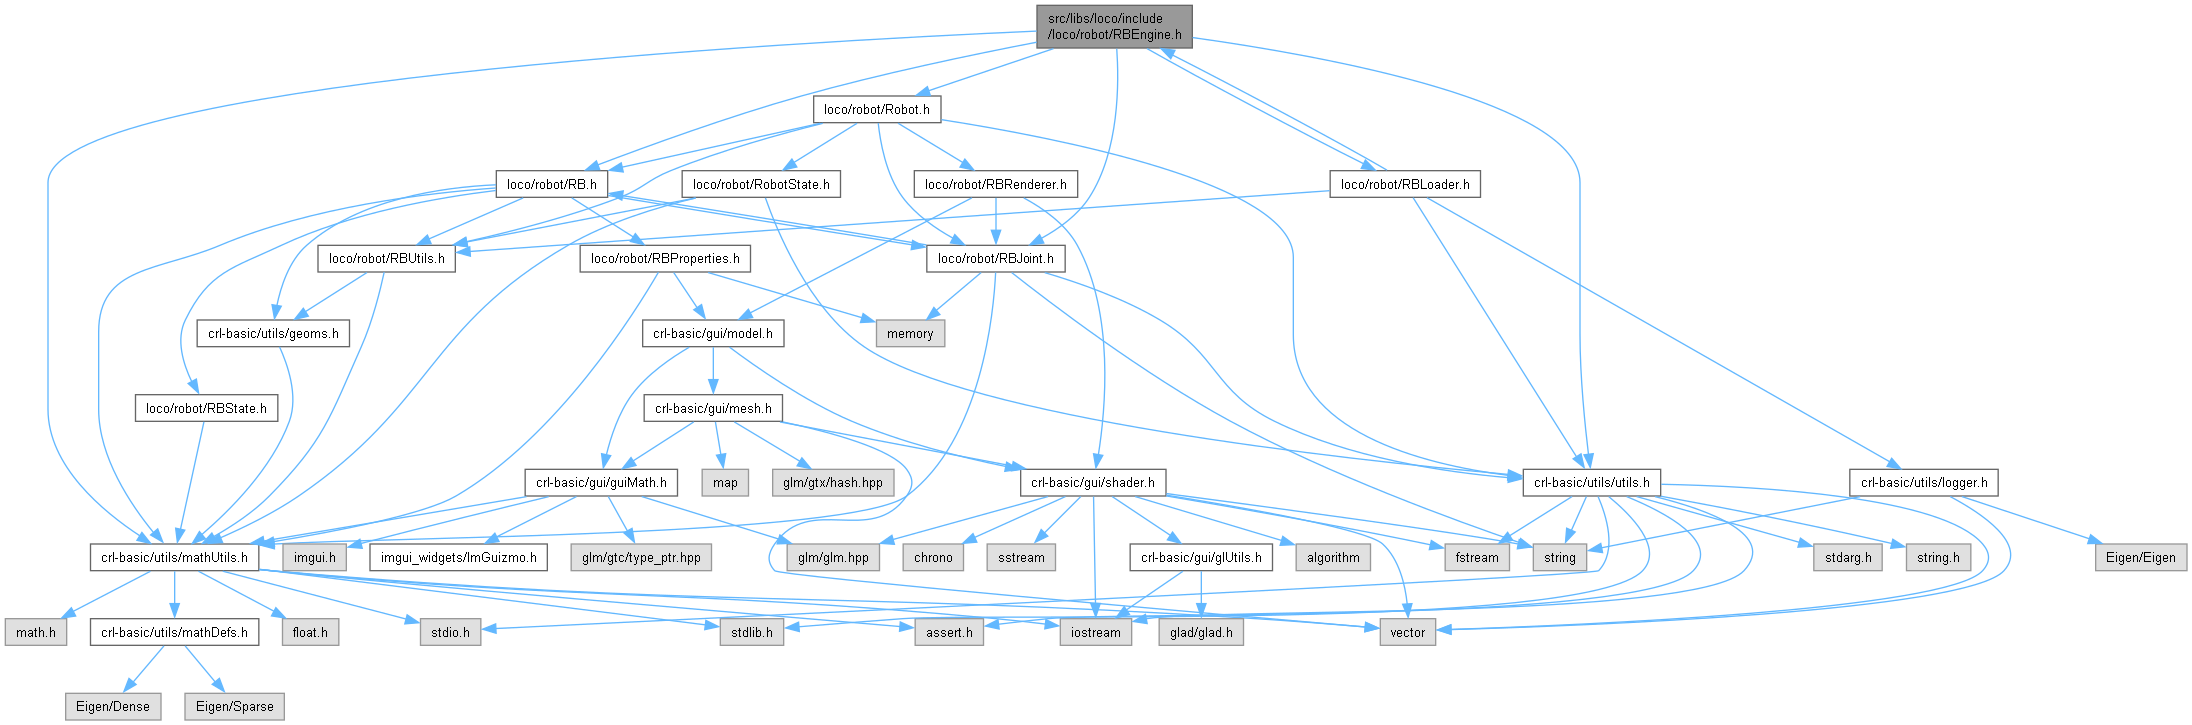 src/libs/loco/include
/loco/robot/RBEngine.h
loco/robot/Robot.h
loco/robot/RB.h
loco/robot/RobotState.h
loco/robot/RBRenderer.h
loco/robot/RBLoader.h
loco/robot/RBUtils.h
loco/robot/RBProperties.h
loco/robot/RBJoint.h
crl-basic/utils/geoms.h
crl-basic/gui/model.h
memory
loco/robot/RBState.h
crl-basic/gui/mesh.h
crl-basic/gui/guiMath.h
map
glm/gtx/hash.hpp
crl-basic/gui/shader.h
crl-basic/utils/utils.h
crl-basic/utils/logger.h
crl-basic/utils/mathUtils.h
imgui.h
imgui_widgets/ImGuizmo.h
glm/gtc/type_ptr.hpp
glm/glm.hpp
chrono
sstream
crl-basic/gui/glUtils.h
algorithm
fstream
string
stdarg.h
string.h
Eigen/Eigen
math.h
crl-basic/utils/mathDefs.h
float.h
stdio.h
stdlib.h
assert.h
iostream
glad/glad.h
vector
Eigen/Dense
Eigen/Sparse